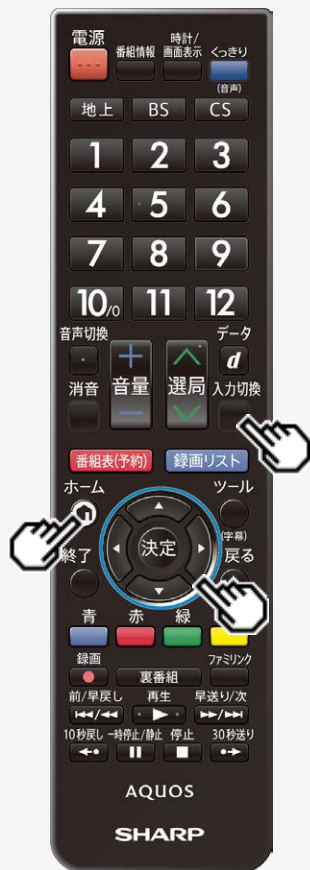 電源
番組情報
時計/
画面表示
くっきり
(音声)
地上 BS CS
1 2 3
4 5 6
7 8 9
10/0 11 12
音声切換
データ
+ ∧ d
消音 音量 選局 入力切換
− ∨
番組表(予約) 録画リスト
ホーム ツール
(字幕)
終了 決定 戻る
青 赤 緑
録画 裏番組 ファミリンク
前/早戻し 再生 早送り/次
10秒戻し 一時停止/静止 停止 30秒送り
AQUOS
SHARP